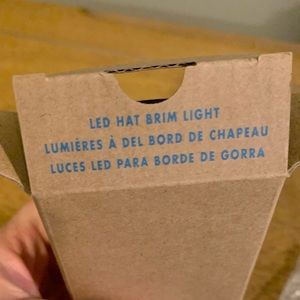 LED HAT BRIM LIGHT
LUMIÈRES À DEL BORD DE CHAPEAU
LUCES LED PARA BORDE DE GORRA